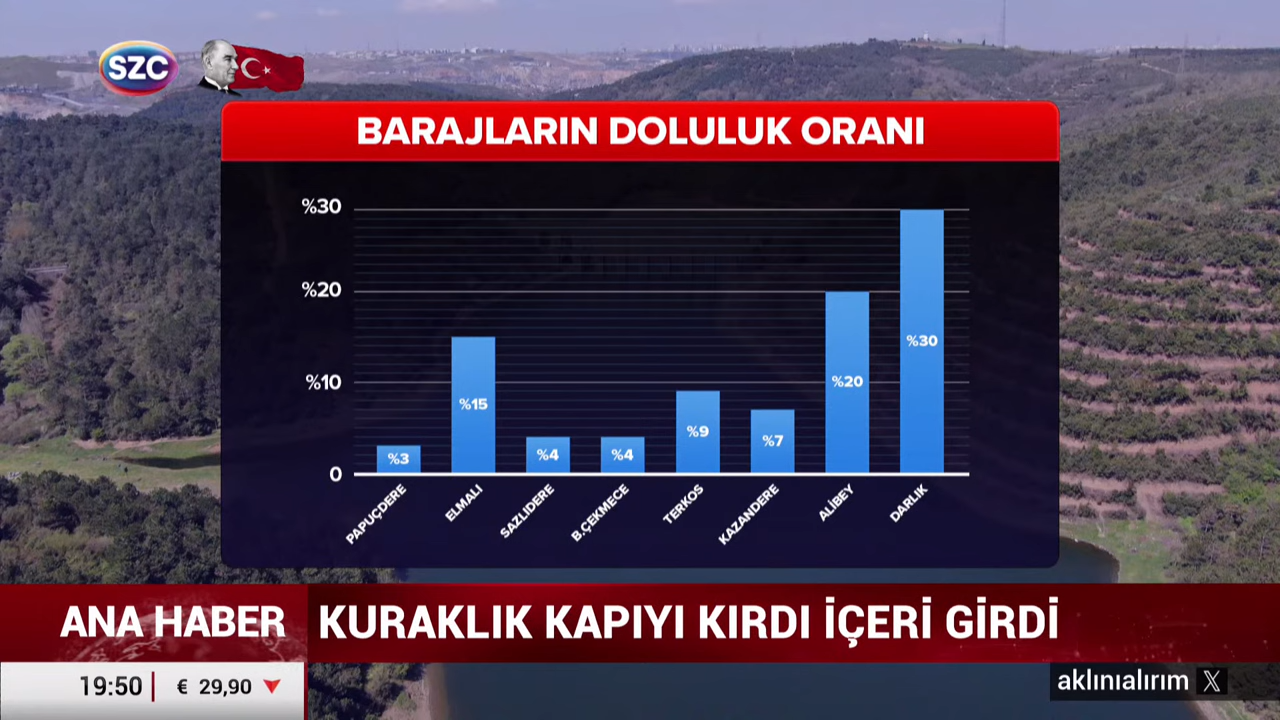 SZC
BARAJLARIN DOLULUK ORANI
%30
%20
%10
0
%3
%15
%4
%4
%9
%7
%20
%30
PAPUÇDERE
ELMALI
SAZLIDERE
B.ÇEKMECE
TERKOS
KAZANDERE
ALİBEY
DARLIK
ANA HABER
KURAKLIK KAPIYI KIRDI İÇERİ GİRDİ
19:50
€ 29,90
aklınıalırım X